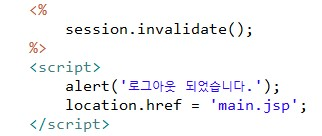 <%
    session.invalidate();
%>
<script>
    alert('로그아웃 되었습니다.');
    location.href = 'main.jsp';
</script>